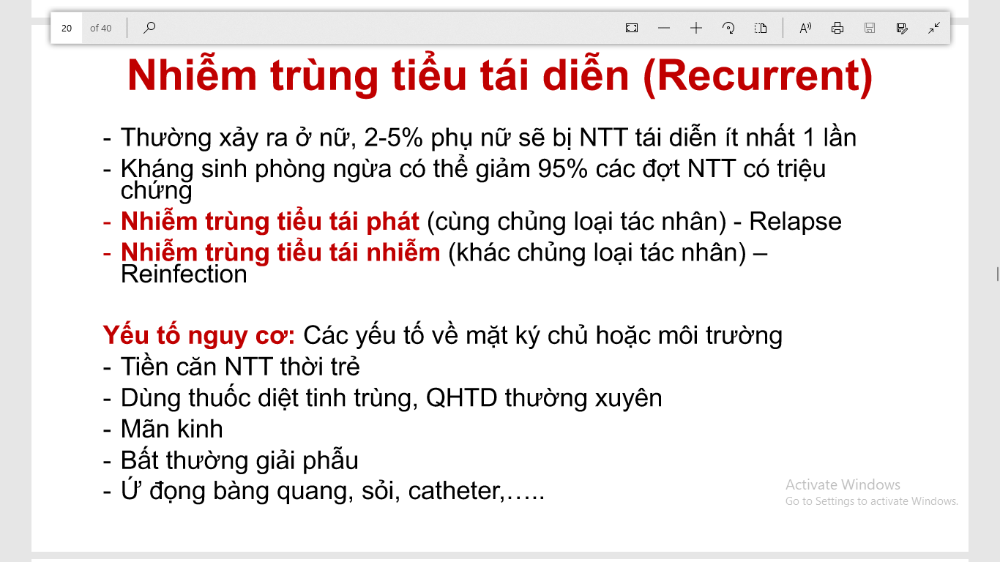 20 of 40
Nhiễm trùng tiểu tái diễn (Recurrent)
- Thường xảy ra ở nữ, 2-5% phụ nữ sẽ bị NTT tái diễn ít nhất 1 lần
- Kháng sinh phòng ngừa có thể giảm 95% các đợt NTT có triệu
chứng
- Nhiễm trùng tiểu tái phát (cùng chủng loại tác nhân) - Relapse
- Nhiễm trùng tiểu tái nhiễm (khác chủng loại tác nhân) –
Reinfection
Yếu tố nguy cơ: Các yếu tố về mặt ký chủ hoặc môi trường
- Tiền căn NTT thời trẻ
- Dùng thuốc diệt tinh trùng, QHTD thường xuyên
- Mãn kinh
- Bất thường giải phẫu
- Ứ đọng bàng quang, sỏi, catheter,…..
Activate Windows
Go to Settings to activate Windows.